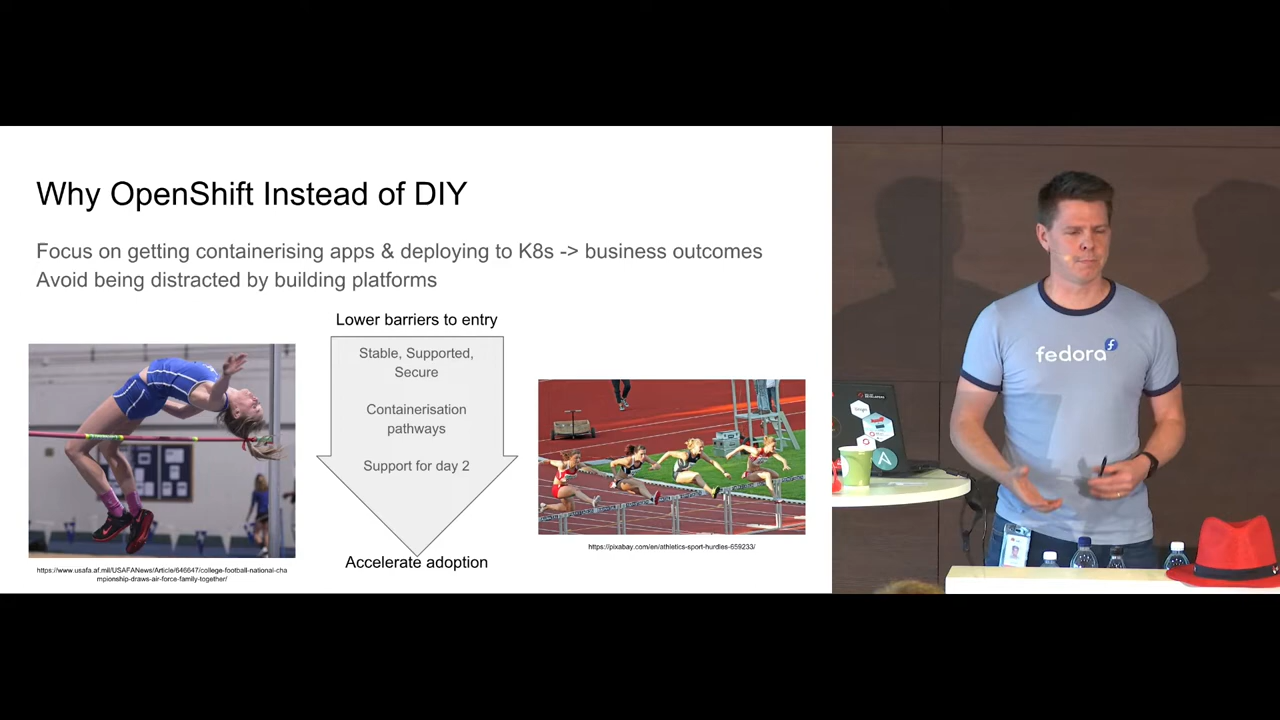 Why OpenShift Instead of DIY
Focus on getting containerising apps & deploying to K8s -> business outcomes
Avoid being distracted by building platforms
Lower barriers to entry
Stable, Supported,
Secure
Containerisation
pathways
Support for day 2
Accelerate adoption
https://www.usafa.af.mil/USAFANews/Article/646647/college-football-national-cha
mpionship-draws-air-force-family-together/
https://pixabay.com/en/athletics-sport-hurdles-659233/
fedora